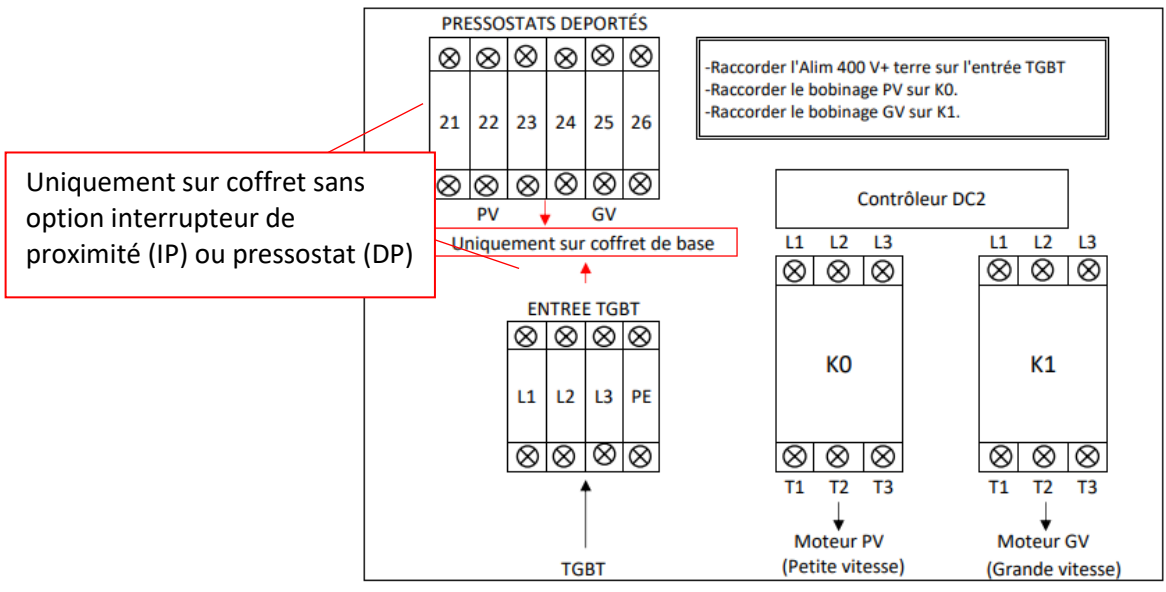 PRESSOSTATS DEPORTÉS
21 22 23 24 25 26
PV GV
-Raccorder l'Alim 400 V+ terre sur l'entrée TGBT
-Raccorder le bobinage PV sur K0.
-Raccorder le bobinage GV sur K1.
Uniquement sur coffret sans
option interrupteur de
proximité (IP) ou pressostat (DP)
Uniquement sur coffret de base
Contrôleur DC2
L1 L2 L3
L1 L2 L3
ENTREE TGBT
L1 L2 L3 PE
K0
K1
T1 T2 T3
T1 T2 T3
TGBT
Moteur PV
(Petite vitesse)
Moteur GV
(Grande vitesse)